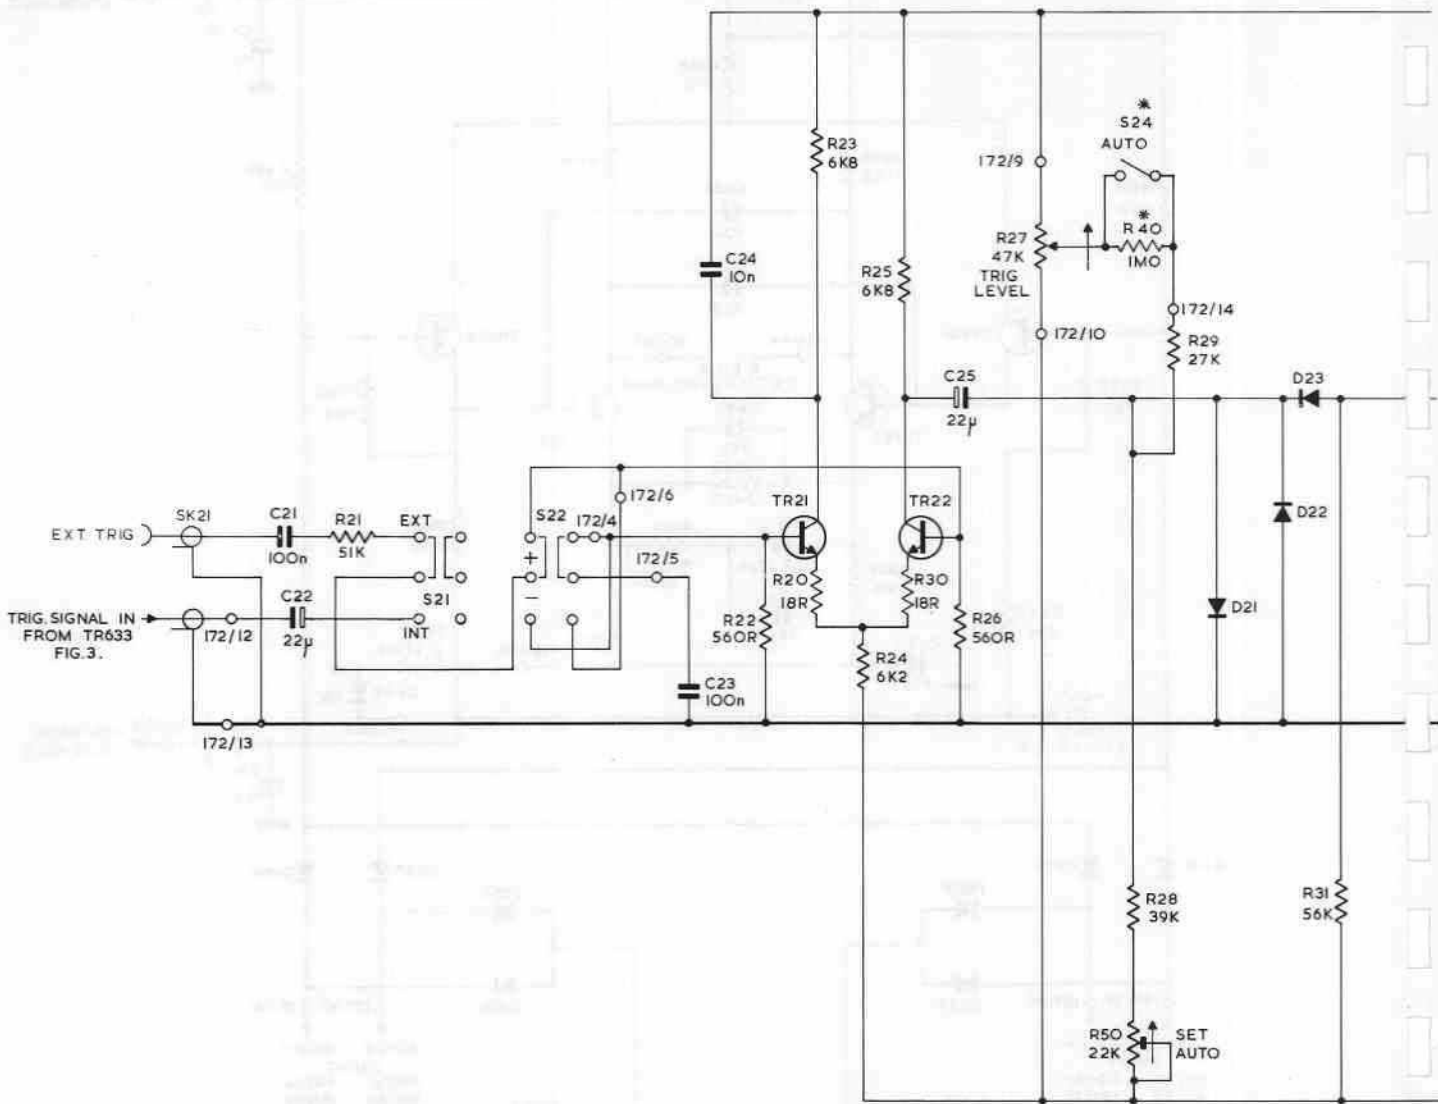 *
S24
AUTO
R23
6K8
172/9
*
R40
1M0
R27
47K
TRIG
LEVEL
C24
10n
R25
6K8
172/14
172/10
R29
27K
C25
22µ
D23
172/6
TR21
TR22
SK21
C21
100n
R21
51K
EXT
S22
172/4
EXT TRIG
+
172/5
D22
R20
18R
R30
18R
C22
22µ
S21
-
TRIG. SIGNAL IN
FROM TR633
FIG.3.
172/12
INT
R22
560R
R26
560R
D21
R24
6K2
C23
100n
172/13
R28
39K
R31
56K
R50
22K
SET
AUTO